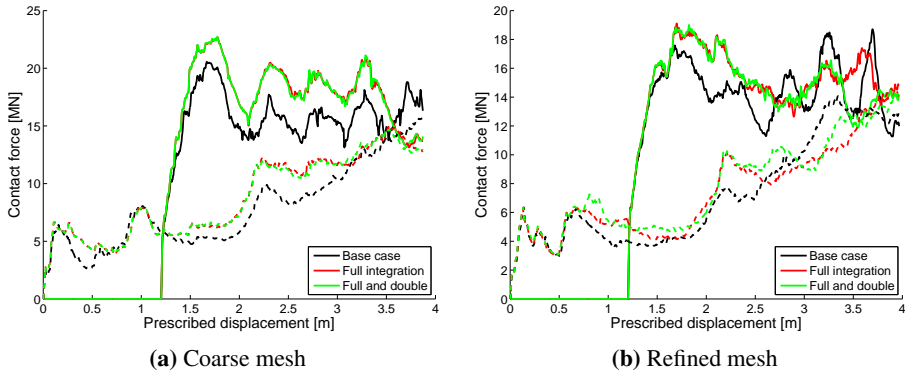 25
20
15
10
5
0
0 0.5 1 1.5 2 2.5 3 3.5 4
Contact force [MN]
Prescribed displacement [m]
Base case
Full integration
Full and double
(a) Coarse mesh
20
18
16
14
12
10
8
6
4
2
0
0 0.5 1 1.5 2 2.5 3 3.5 4
Contact force [MN]
Prescribed displacement [m]
Base case
Full integration
Full and double
(b) Refined mesh